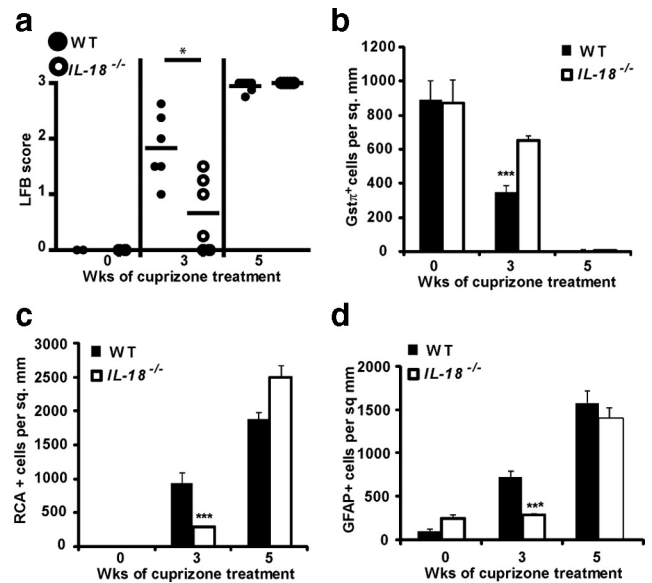 a
WT
IL-18 -/-
*
3
2
1
0
LFB score
0 3 5
Wks of cuprizone treatment
b
WT
IL-18 -/-
1200
1000
800
600
400
200
0
***
Gstπ+ cells per sq. mm
0 3 5
Wks of cuprizone treatment
c
WT
IL-18 -/-
3000
2500
2000
1500
1000
500
0
***
RCA + cells per sq. mm
0 3 5
Wks of cuprizone treatment
d
WT
IL-18 -/-
2000
1500
1000
500
0
***
GFAP+ cells per sq mm
0 3 5
Wks of cuprizone treatment